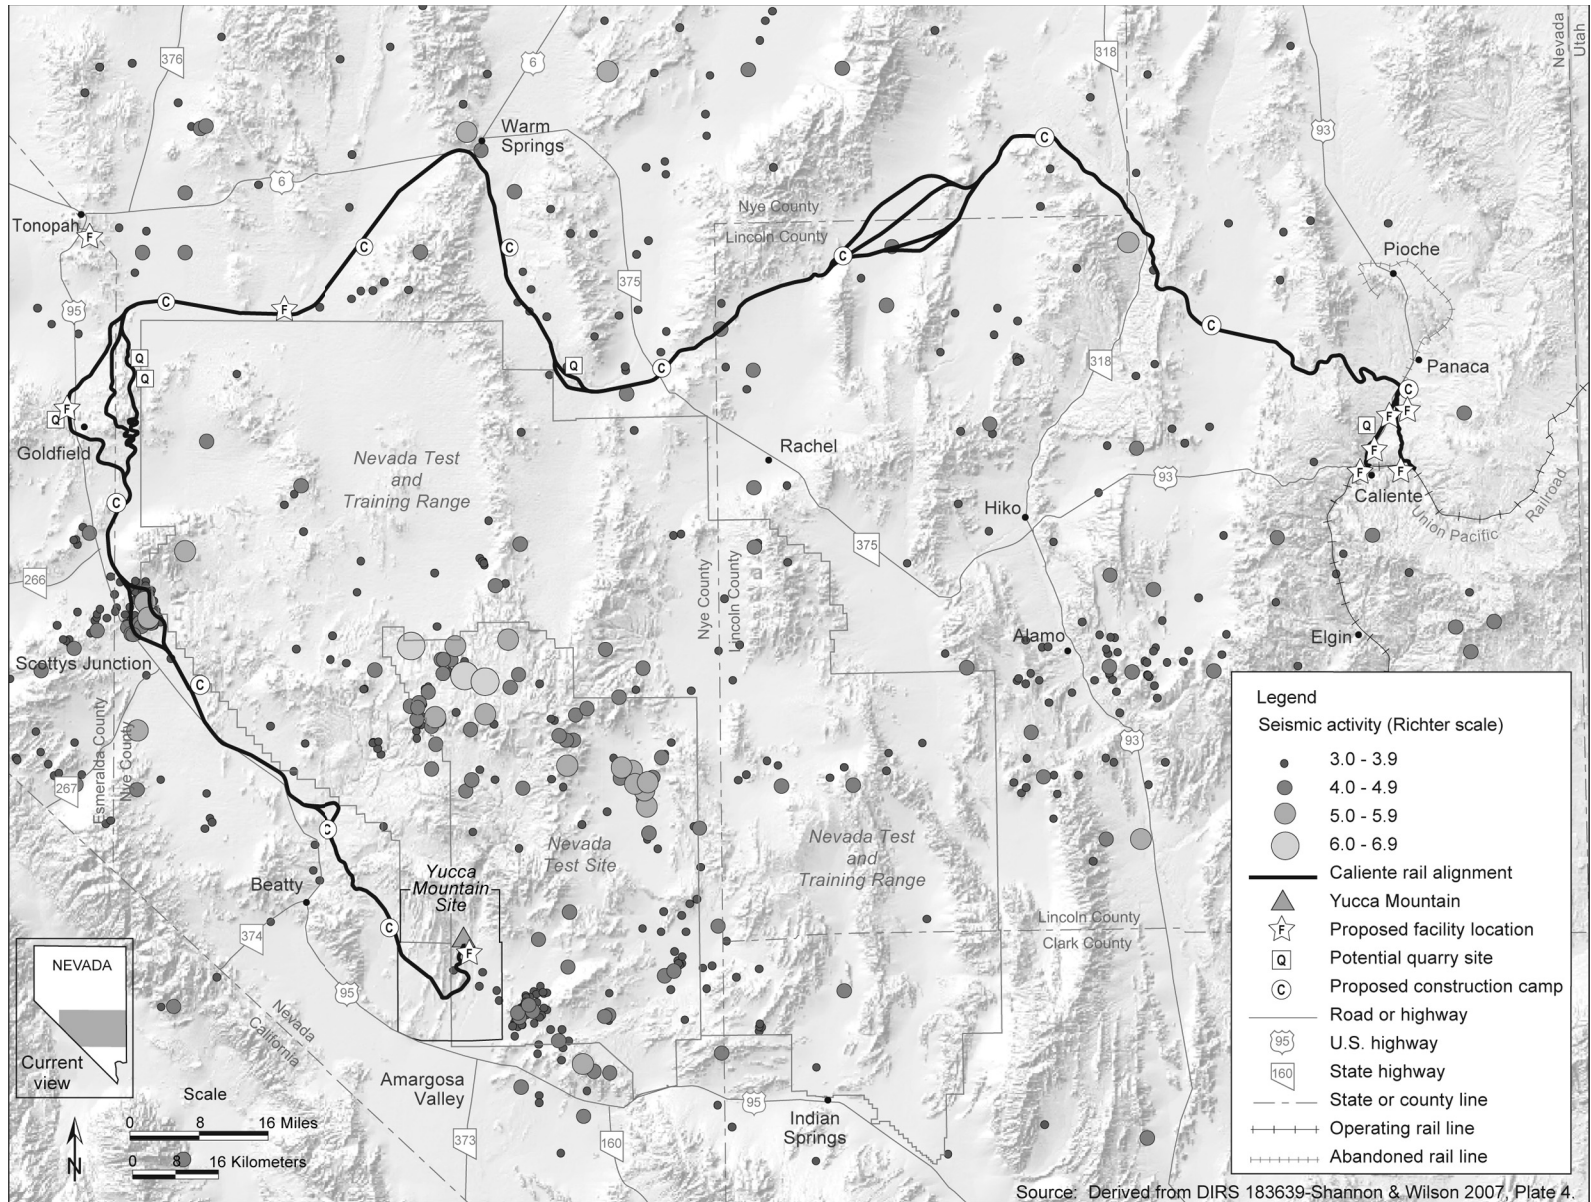 376
6
318
Nevada
Utah
Warm
Springs
C
93
6
Nye County
Lincoln County
Tonopah
F
C
C
C
Pioche
375
95
C
F
C
Q
Q
Q
C
318
Panaca
C
F
Q
F
F
Q
F
Goldfield
Rachel
Nevada Test
and
Training Range
F
F
Caliente
93
C
Hiko
Union Pacific
Railroad
375
266
Nye County
Lincoln County
Alamo
Elgin
Scottys Junction
C
Esmeralda County
Nye County
93
267
C
Nevada
Test Site
Nevada Test
and
Training Range
Beatty
Yucca
Mountain
Site
374
C
F
Lincoln County
Clark County
95
Nevada
California
NEVADA
Current
view
Amargosa
Valley
95
Indian
Springs
373
160
Scale
0 8 16 Miles
0 8 16 Kilometers
N
Legend
Seismic activity (Richter scale)
3.0 - 3.9
4.0 - 4.9
5.0 - 5.9
6.0 - 6.9
Caliente rail alignment
Yucca Mountain
F Proposed facility location
Q Potential quarry site
C Proposed construction camp
Road or highway
95 U.S. highway
160 State highway
State or county line
Operating rail line
Abandoned rail line
Source: Derived from DIRS 183639-Shannon & Wilson 2007, Plate 4.